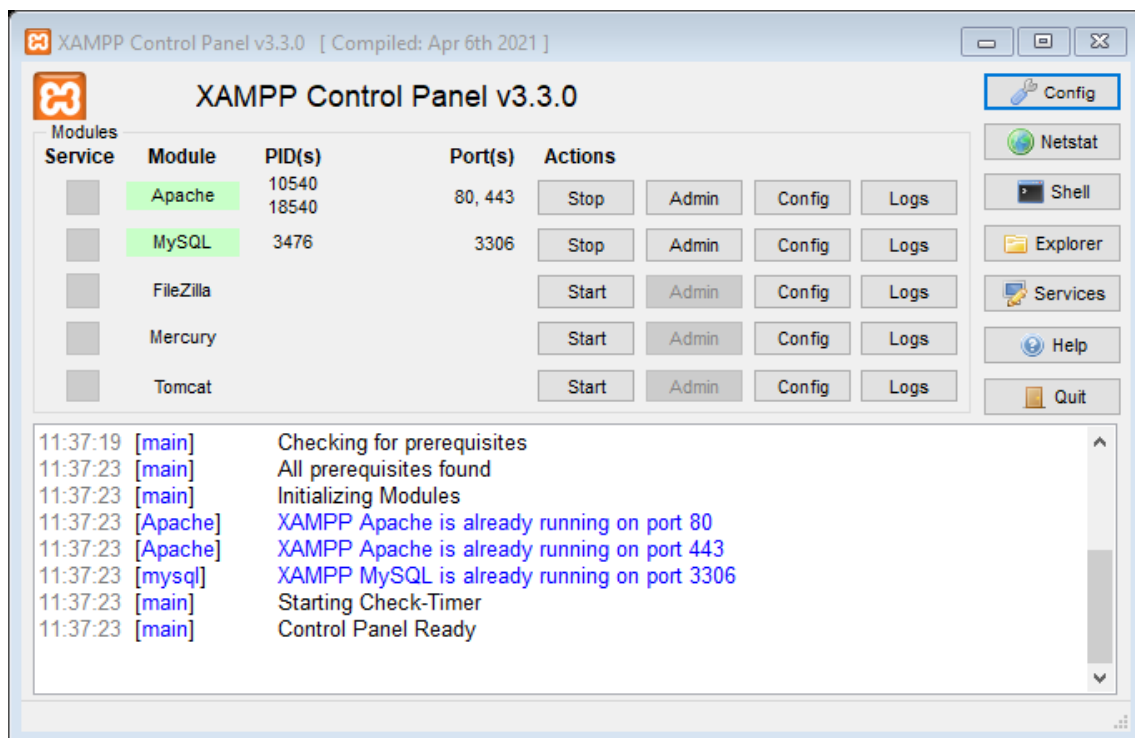 XAMPP Control Panel v3.3.0 [ Compiled: Apr 6th 2021 ]
XAMPP Control Panel v3.3.0
Config
Modules
Service Module PID(s) Port(s) Actions
Netstat
Apache 10540 18540 80, 443 Stop Admin Config Logs
Shell
MySQL 3476 3306 Stop Admin Config Logs
Explorer
FileZilla Start Admin Config Logs
Services
Mercury Start Admin Config Logs
Help
Tomcat Start Admin Config Logs
Quit
11:37:19 [main] Checking for prerequisites
11:37:23 [main] All prerequisites found
11:37:23 [main] Initializing Modules
11:37:23 [Apache] XAMPP Apache is already running on port 80
11:37:23 [Apache] XAMPP Apache is already running on port 443
11:37:23 [mysql] XAMPP MySQL is already running on port 3306
11:37:23 [main] Starting Check-Timer
11:37:23 [main] Control Panel Ready